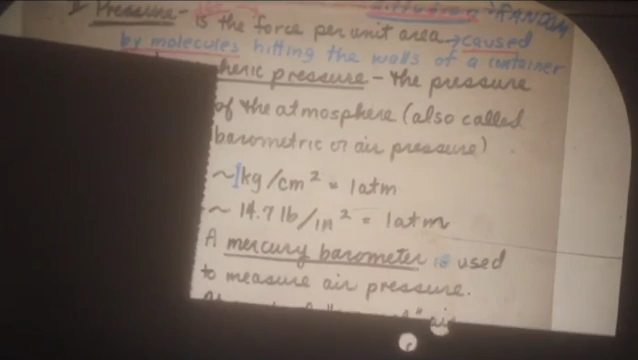 Pressure - is the force per unit area → caused
by molecules hitting the walls of a container
heric pressure - the pressure
of the atmosphere (also called
barometric or air pressure)
~1kg/cm² = 1atm
~ 14.7 lb/in² = 1atm
A mercury barometer is used
to measure air pressure.